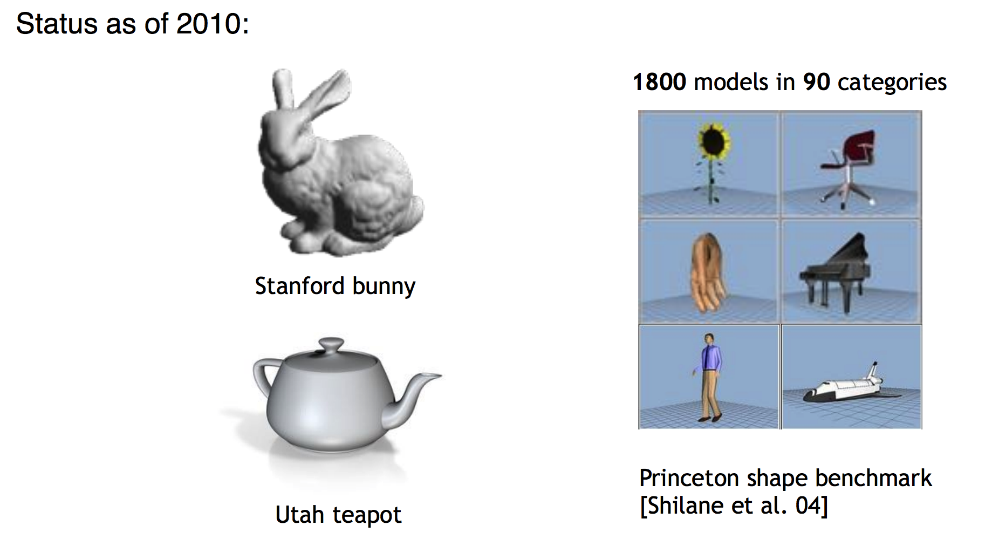 Status as of 2010:
Stanford bunny
Utah teapot
1800 models in 90 categories
Princeton shape benchmark
[Shilane et al. 04]